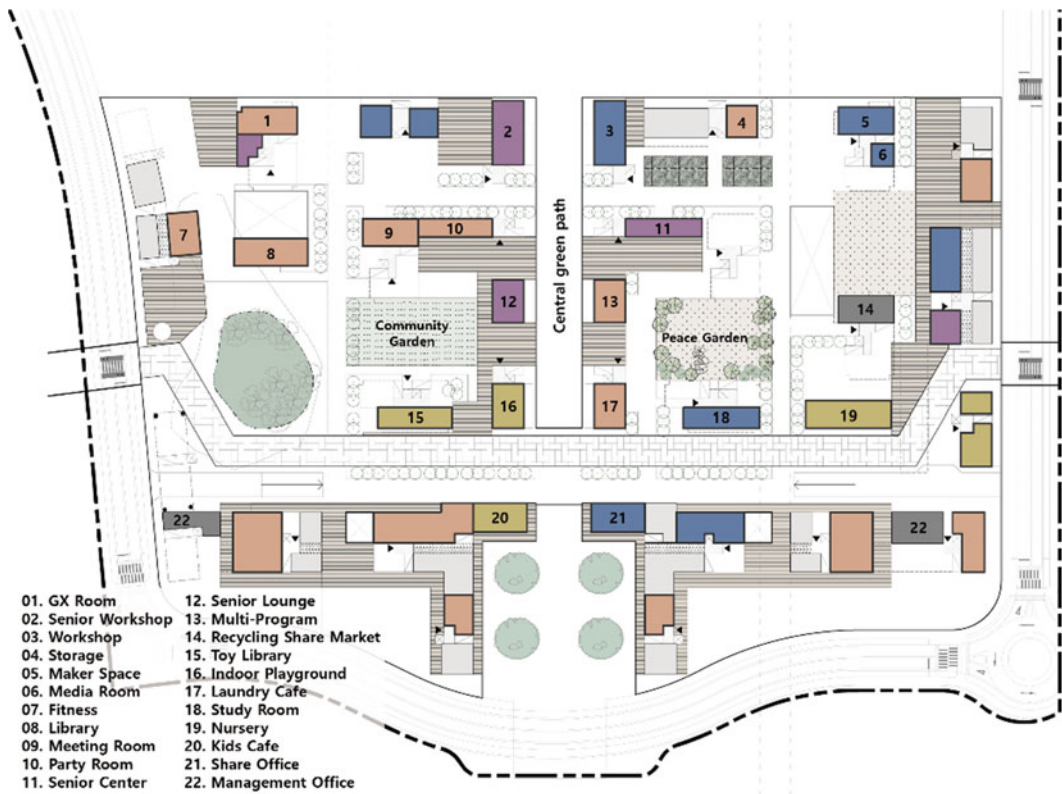 1
2
3
4
5
6
7
8
9
10
11
12
13
14
Central green path
Community
Garden
Peace Garden
15
16
17
18
19
20
21
22
22
01. GX Room
02. Senior Workshop
03. Workshop
04. Storage
05. Maker Space
06. Media Room
07. Fitness
08. Library
09. Meeting Room
10. Party Room
11. Senior Center
12. Senior Lounge
13. Multi-Program
14. Recycling Share Market
15. Toy Library
16. Indoor Playground
17. Laundry Cafe
18. Study Room
19. Nursery
20. Kids Cafe
21. Share Office
22. Management Office